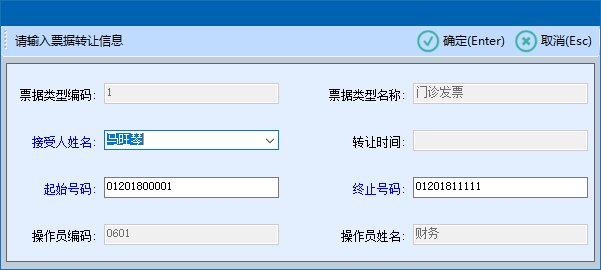 请输入票据转让信息 确定(Enter) 取消(Esc)
票据类型编码: 1 票据类型名称: 门诊发票
接受人姓名: 马旺琴 转让时间:
起始号码: 01201800001 终止号码: 01201811111
操作员编码: 0601 操作员姓名: 财务